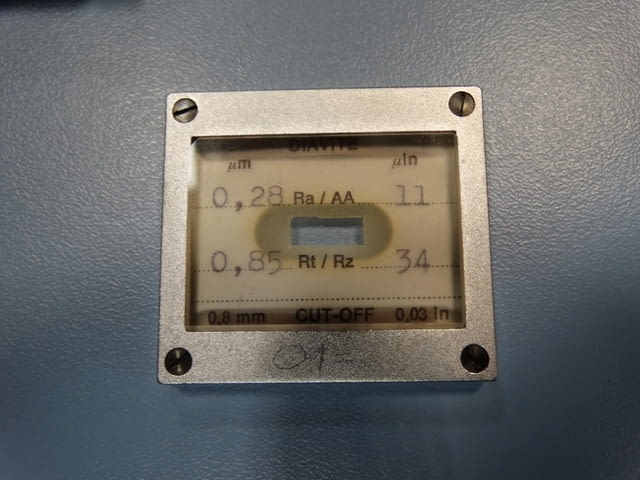 DIAVITE
µm µin
0,28 Ra / AA 11
0,85 Rt / Rz 34
0,8 mm CUT-OFF 0,03 in